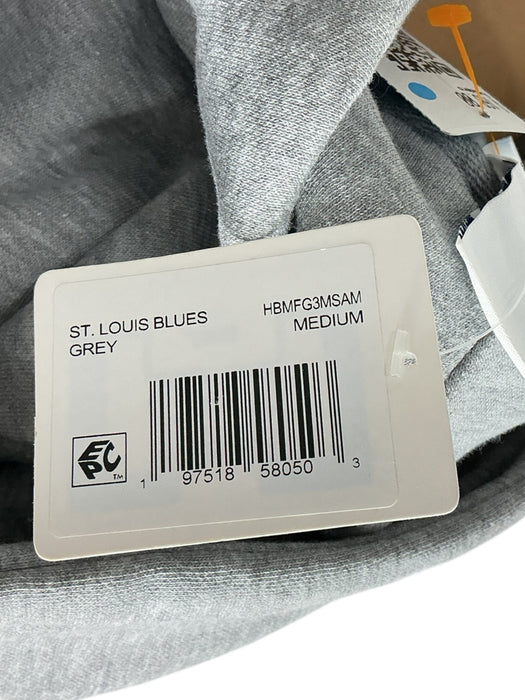 ST. LOUIS BLUES
GREY
HBMFG3MSAM
MEDIUM
EPC
TM
1 97518 58050 3